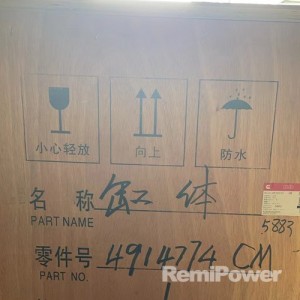 小心轻放 向上 防水
名称 缸体
PART NAME
5883
零件号 4914774 CM
PART NO.
RemiPower